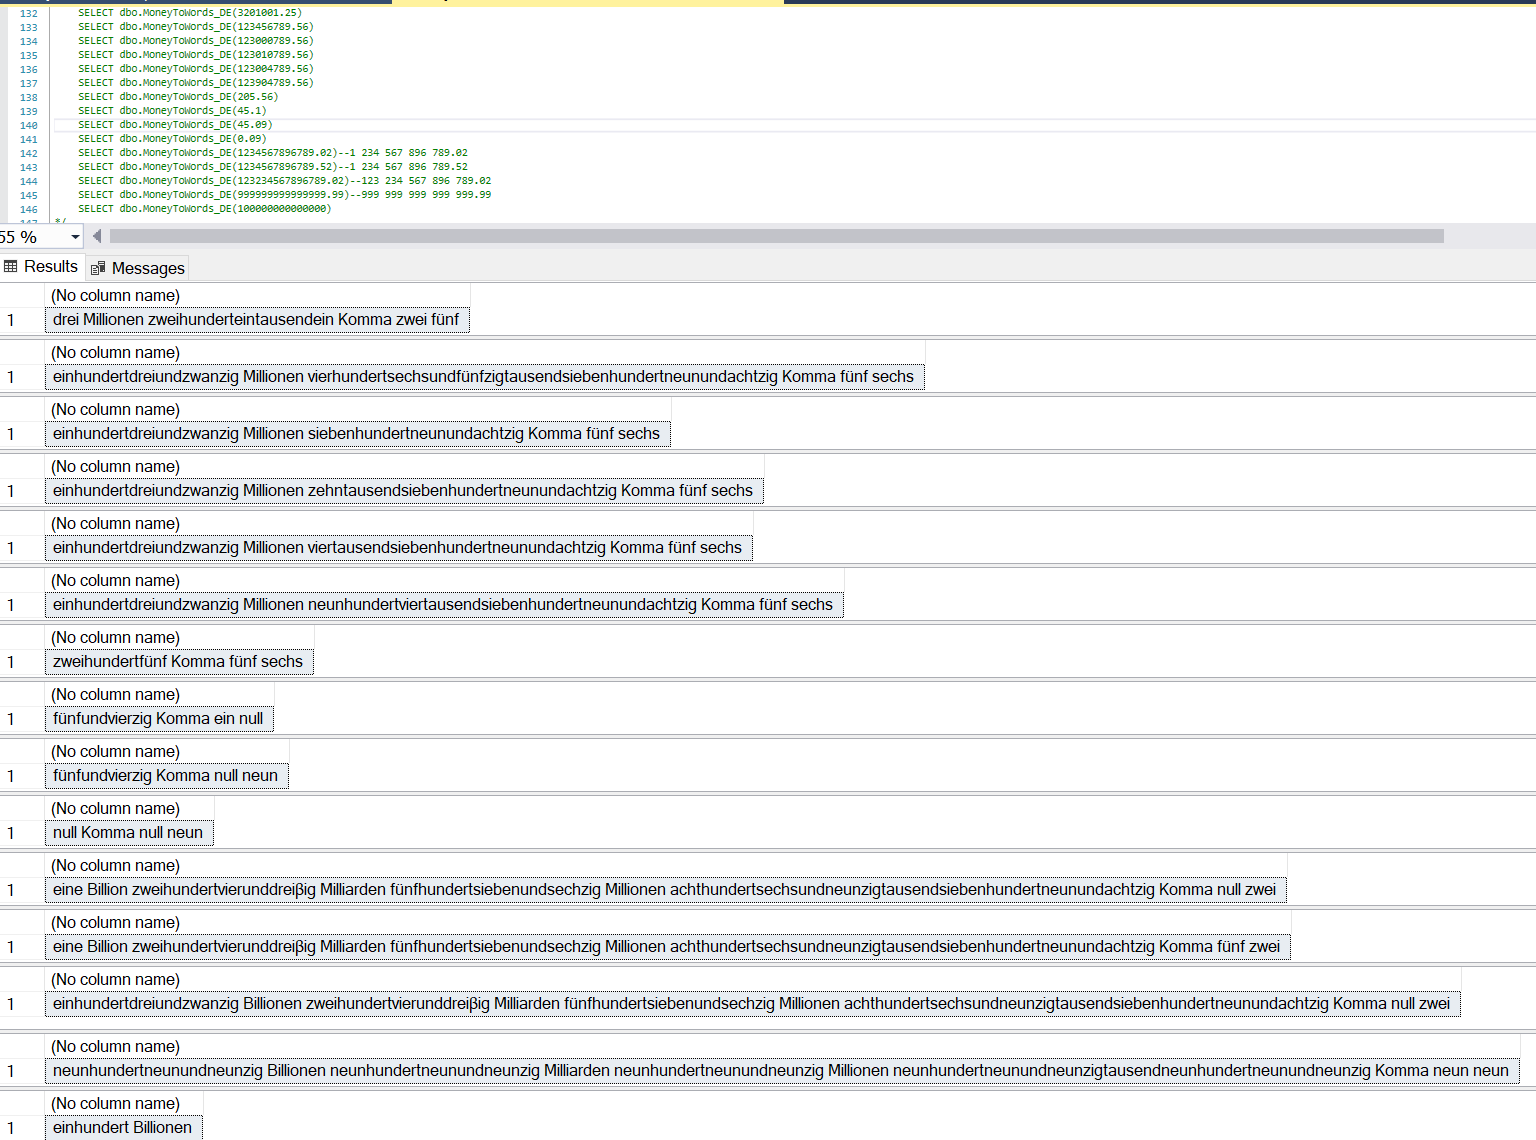 132 SELECT dbo.MoneyToWords_DE(3201001.25)
133 SELECT dbo.MoneyToWords_DE(123456789.56)
134 SELECT dbo.MoneyToWords_DE(123000789.56)
135 SELECT dbo.MoneyToWords_DE(123010789.56)
136 SELECT dbo.MoneyToWords_DE(123004789.56)
137 SELECT dbo.MoneyToWords_DE(123904789.56)
138 SELECT dbo.MoneyToWords_DE(205.56)
139 SELECT dbo.MoneyToWords_DE(45.1)
140 SELECT dbo.MoneyToWords_DE(45.09)
141 SELECT dbo.MoneyToWords_DE(0.09)
142 SELECT dbo.MoneyToWords_DE(1234567896789.02)--1 234 567 896 789.02
143 SELECT dbo.MoneyToWords_DE(1234567896789.52)--1 234 567 896 789.52
144 SELECT dbo.MoneyToWords_DE(123234567896789.02)--123 234 567 896 789.02
145 SELECT dbo.MoneyToWords_DE(999999999999999.99)--999 999 999 999 999.99
146 SELECT dbo.MoneyToWords_DE(100000000000000)
147 */
55 %
Results Messages
(No column name)
1 drei Millionen zweihunderteintausendein Komma zwei fünf
(No column name)
1 einhundertdreiundzwanzig Millionen vierhundertsechsundfünfzigtausendsiebenhundertneunundachtzig Komma fünf sechs
(No column name)
1 einhundertdreiundzwanzig Millionen siebenhundertneunundachtzig Komma fünf sechs
(No column name)
1 einhundertdreiundzwanzig Millionen zehntausendsiebenhundertneunundachtzig Komma fünf sechs
(No column name)
1 einhundertdreiundzwanzig Millionen viertausendsiebenhundertneunundachtzig Komma fünf sechs
(No column name)
1 einhundertdreiundzwanzig Millionen neunhundertviertausendsiebenhundertneunundachtzig Komma fünf sechs
(No column name)
1 zweihundertfünf Komma fünf sechs
(No column name)
1 fünfundvierzig Komma ein null
(No column name)
1 fünfundvierzig Komma null neun
(No column name)
1 null Komma null neun
(No column name)
1 eine Billion zweihundertvierunddreiβig Milliarden fünfhundertsiebenundsechzig Millionen achthundertsechsundneunzigtausendsiebenhundertneunundachtzig Komma null zwei
(No column name)
1 eine Billion zweihundertvierunddreiβig Milliarden fünfhundertsiebenundsechzig Millionen achthundertsechsundneunzigtausendsiebenhundertneunundachtzig Komma fünf zwei
(No column name)
1 einhundertdreiundzwanzig Billionen zweihundertvierunddreiβig Milliarden fünfhundertsiebenundsechzig Millionen achthundertsechsundneunzigtausendsiebenhundertneunundachtzig Komma null zwei
(No column name)
1 neunhundertneunundneunzig Billionen neunhundertneunundneunzig Milliarden neunhundertneunundneunzig Millionen neunhundertneunundneunzigtausendneunhundertneunundneunzig Komma neun neun
(No column name)
1 einhundert Billionen